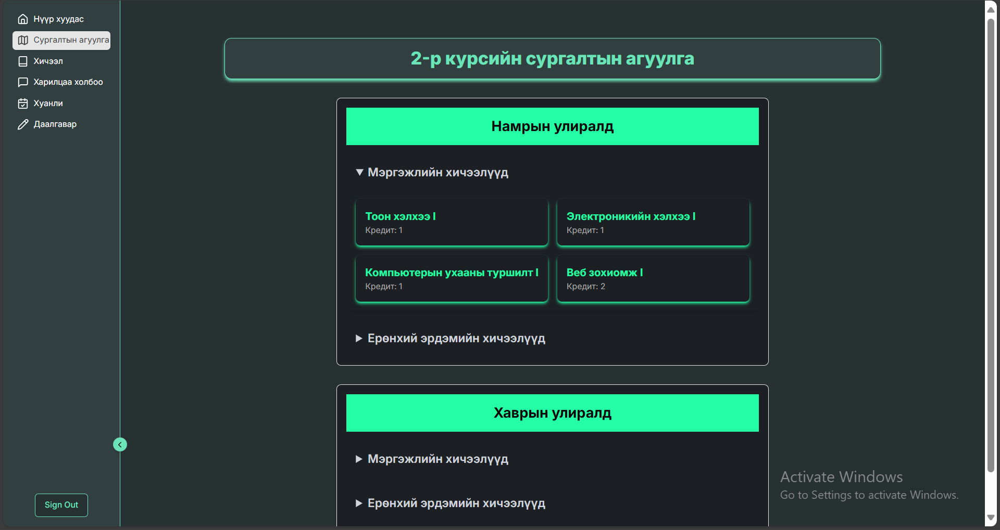 Нүүр хуудас
Сургалтын агуулга
Хичээл
Харилцаа холбоо
Хуанли
Даалгавар
Sign Out
2-р курсийн сургалтын агуулга
Намрын улиралд
Мэргэжлийн хичээлүүд
Тоон хэлхээ I
Кредит: 1
Электроникийн хэлхээ I
Кредит: 1
Компьютерын ухааны туршилт I
Кредит: 1
Веб зохиомж I
Кредит: 2
Ерөнхий эрдэмийн хичээлүүд
Хаврын улиралд
Мэргэжлийн хичээлүүд
Ерөнхий эрдэмийн хичээлүүд
Activate Windows
Go to Settings to activate Windows.